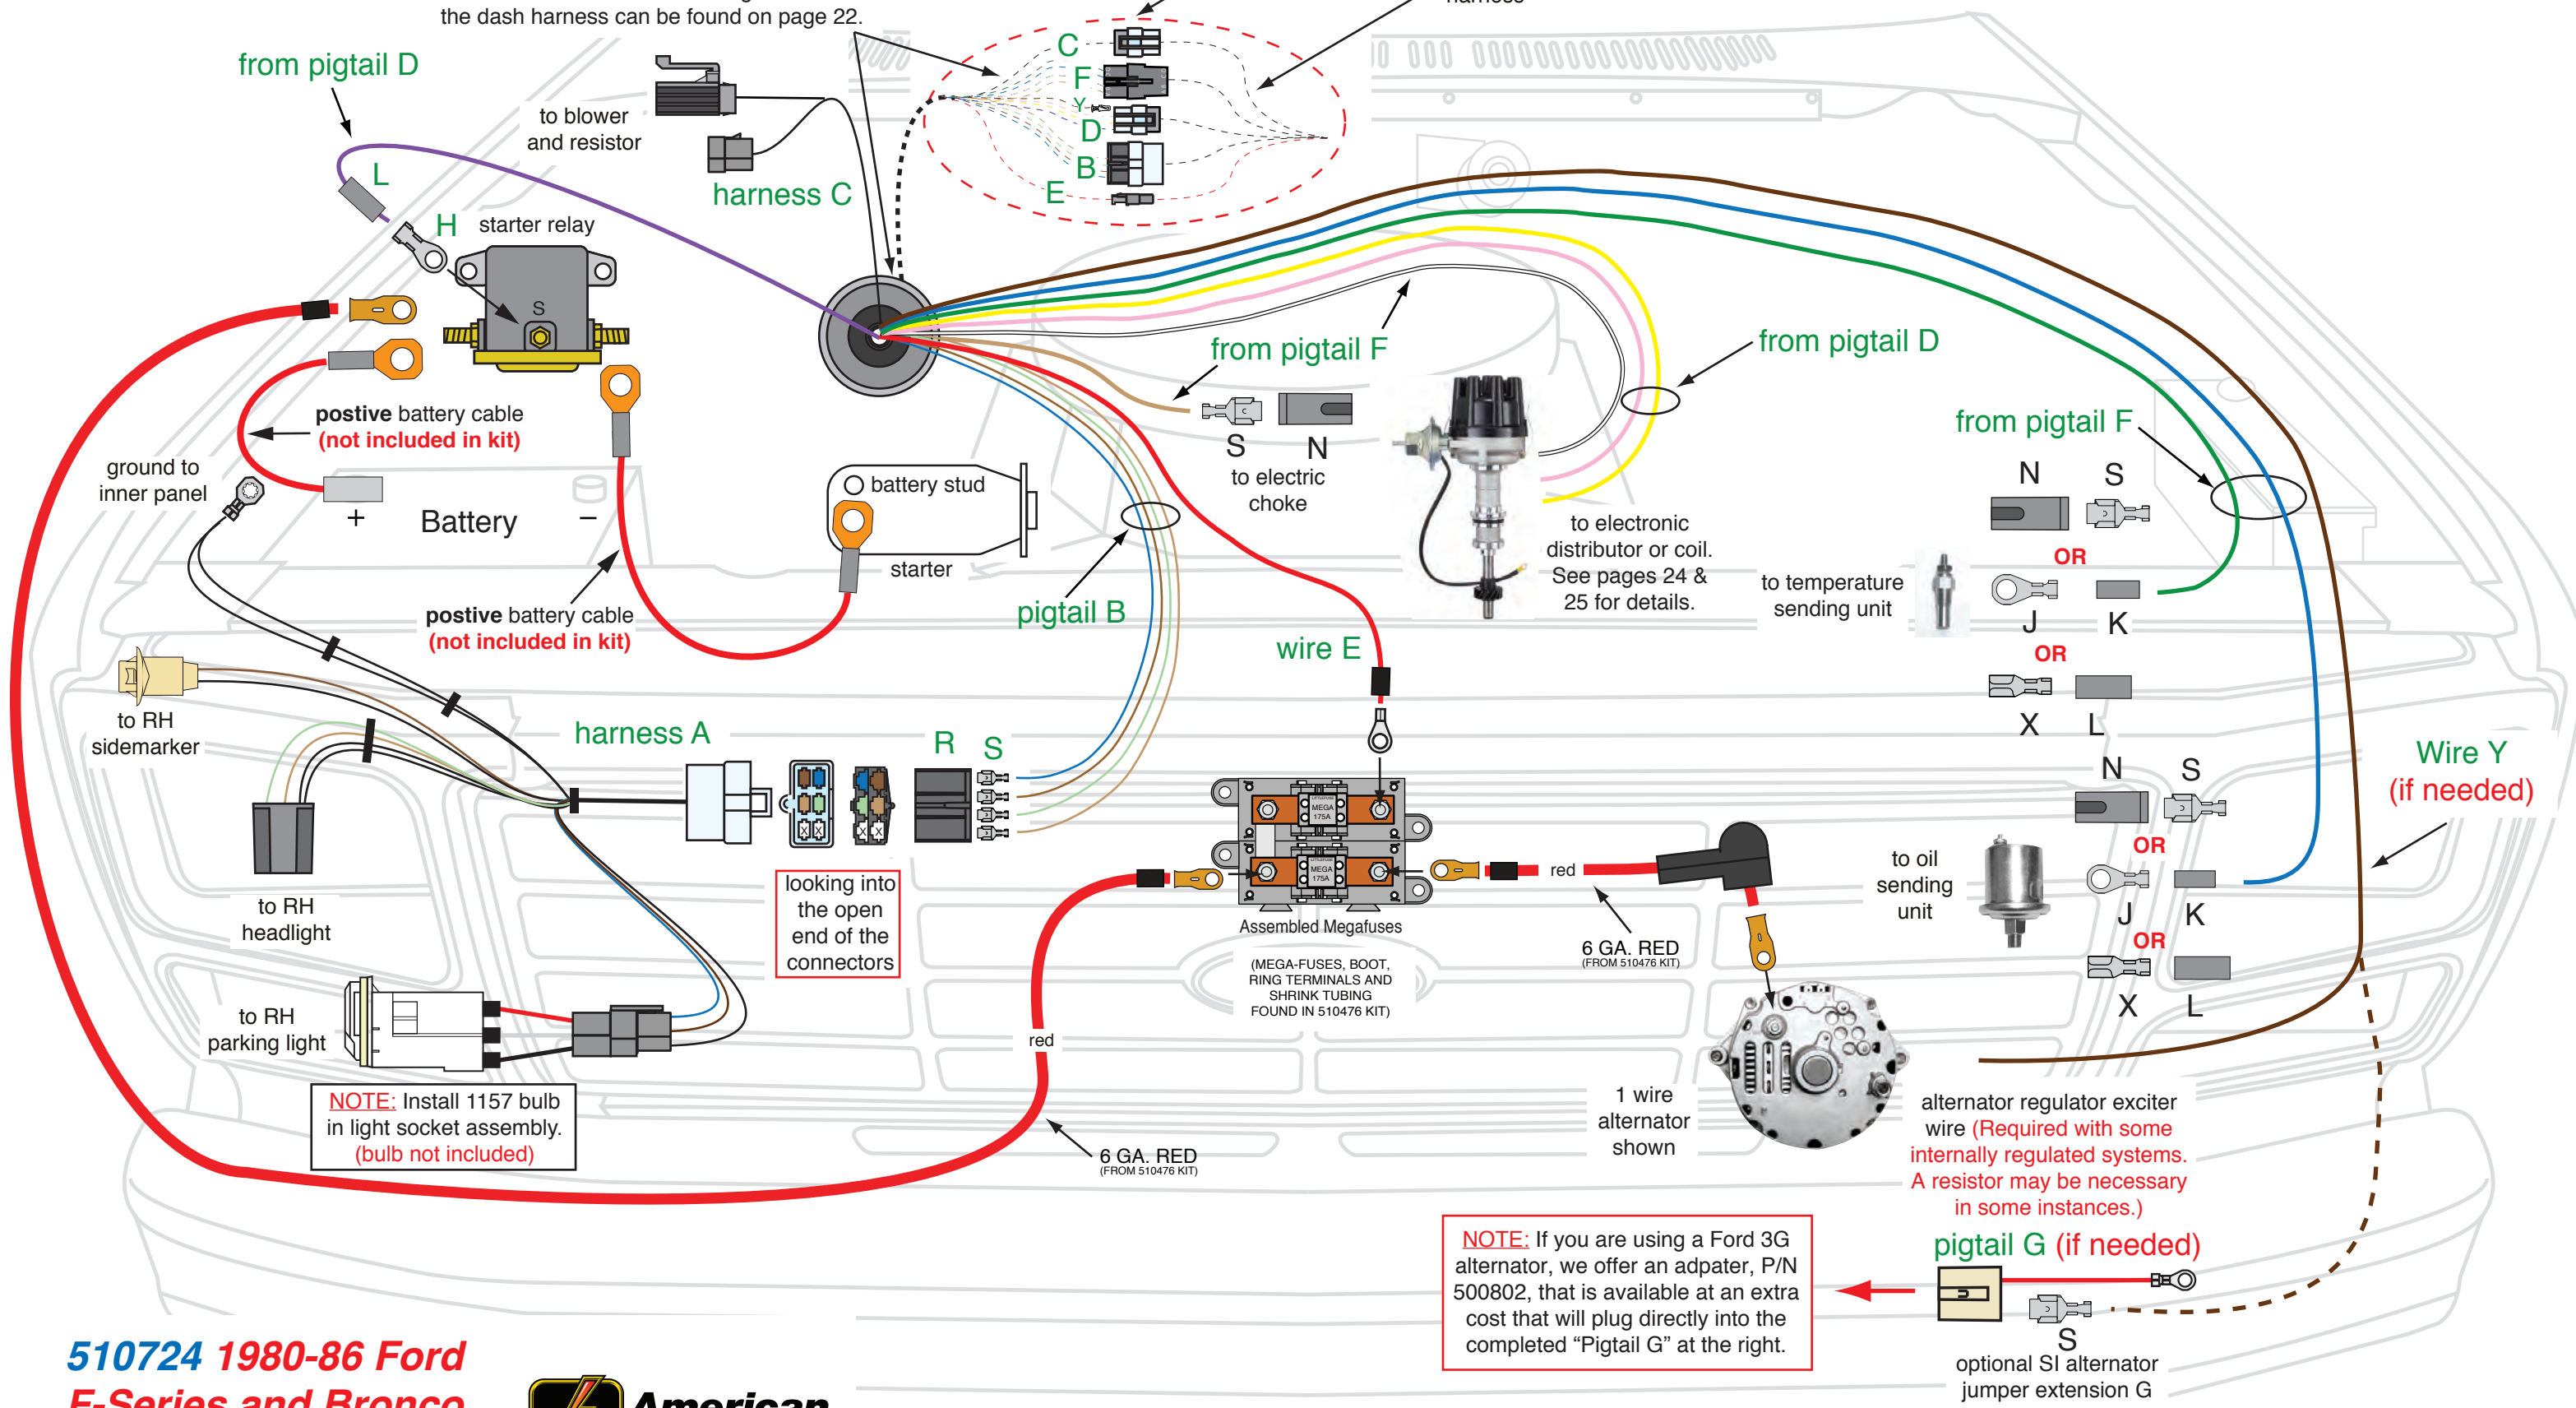 the dash harness can be found on page 22.
from pigtail D
to blower
and resistor
harness C
C
F
Y
D
B
E
L
H
starter relay
S
postive battery cable
(not included in kit)
ground to
inner panel
+
Battery
–
battery stud
starter
postive battery cable
(not included in kit)
pigtail B
from pigtail F
S
N
to electric
choke
from pigtail D
to electronic
distributor or coil.
See pages 24 &
25 for details.
from pigtail F
N
S
OR
to temperature
sending unit
J
K
OR
X
L
Wire Y
(if needed)
N
S
OR
to oil
sending
unit
J
K
OR
X
L
wire E
to RH
sidemarker
harness A
R
S
X X
X X
looking into
the open
end of the
connectors
to RH
headlight
MEGA
175A
MEGA
175A
Assembled Megafuses
(MEGA-FUSES, BOOT,
RING TERMINALS AND
SHRINK TUBING
FOUND IN 510476 KIT)
red
6 GA. RED
(FROM 510476 KIT)
to RH
parking light
red
NOTE: Install 1157 bulb
in light socket assembly.
(bulb not included)
6 GA. RED
(FROM 510476 KIT)
1 wire
alternator
shown
alternator regulator exciter
wire (Required with some
internally regulated systems.
A resistor may be necessary
in some instances.)
NOTE: If you are using a Ford 3G
alternator, we offer an adpater, P/N
500802, that is available at an extra
cost that will plug directly into the
completed “Pigtail G” at the right.
pigtail G (if needed)
S
optional SI alternator
jumper extension G
510724 1980-86 Ford
F-Series and Bronco
American